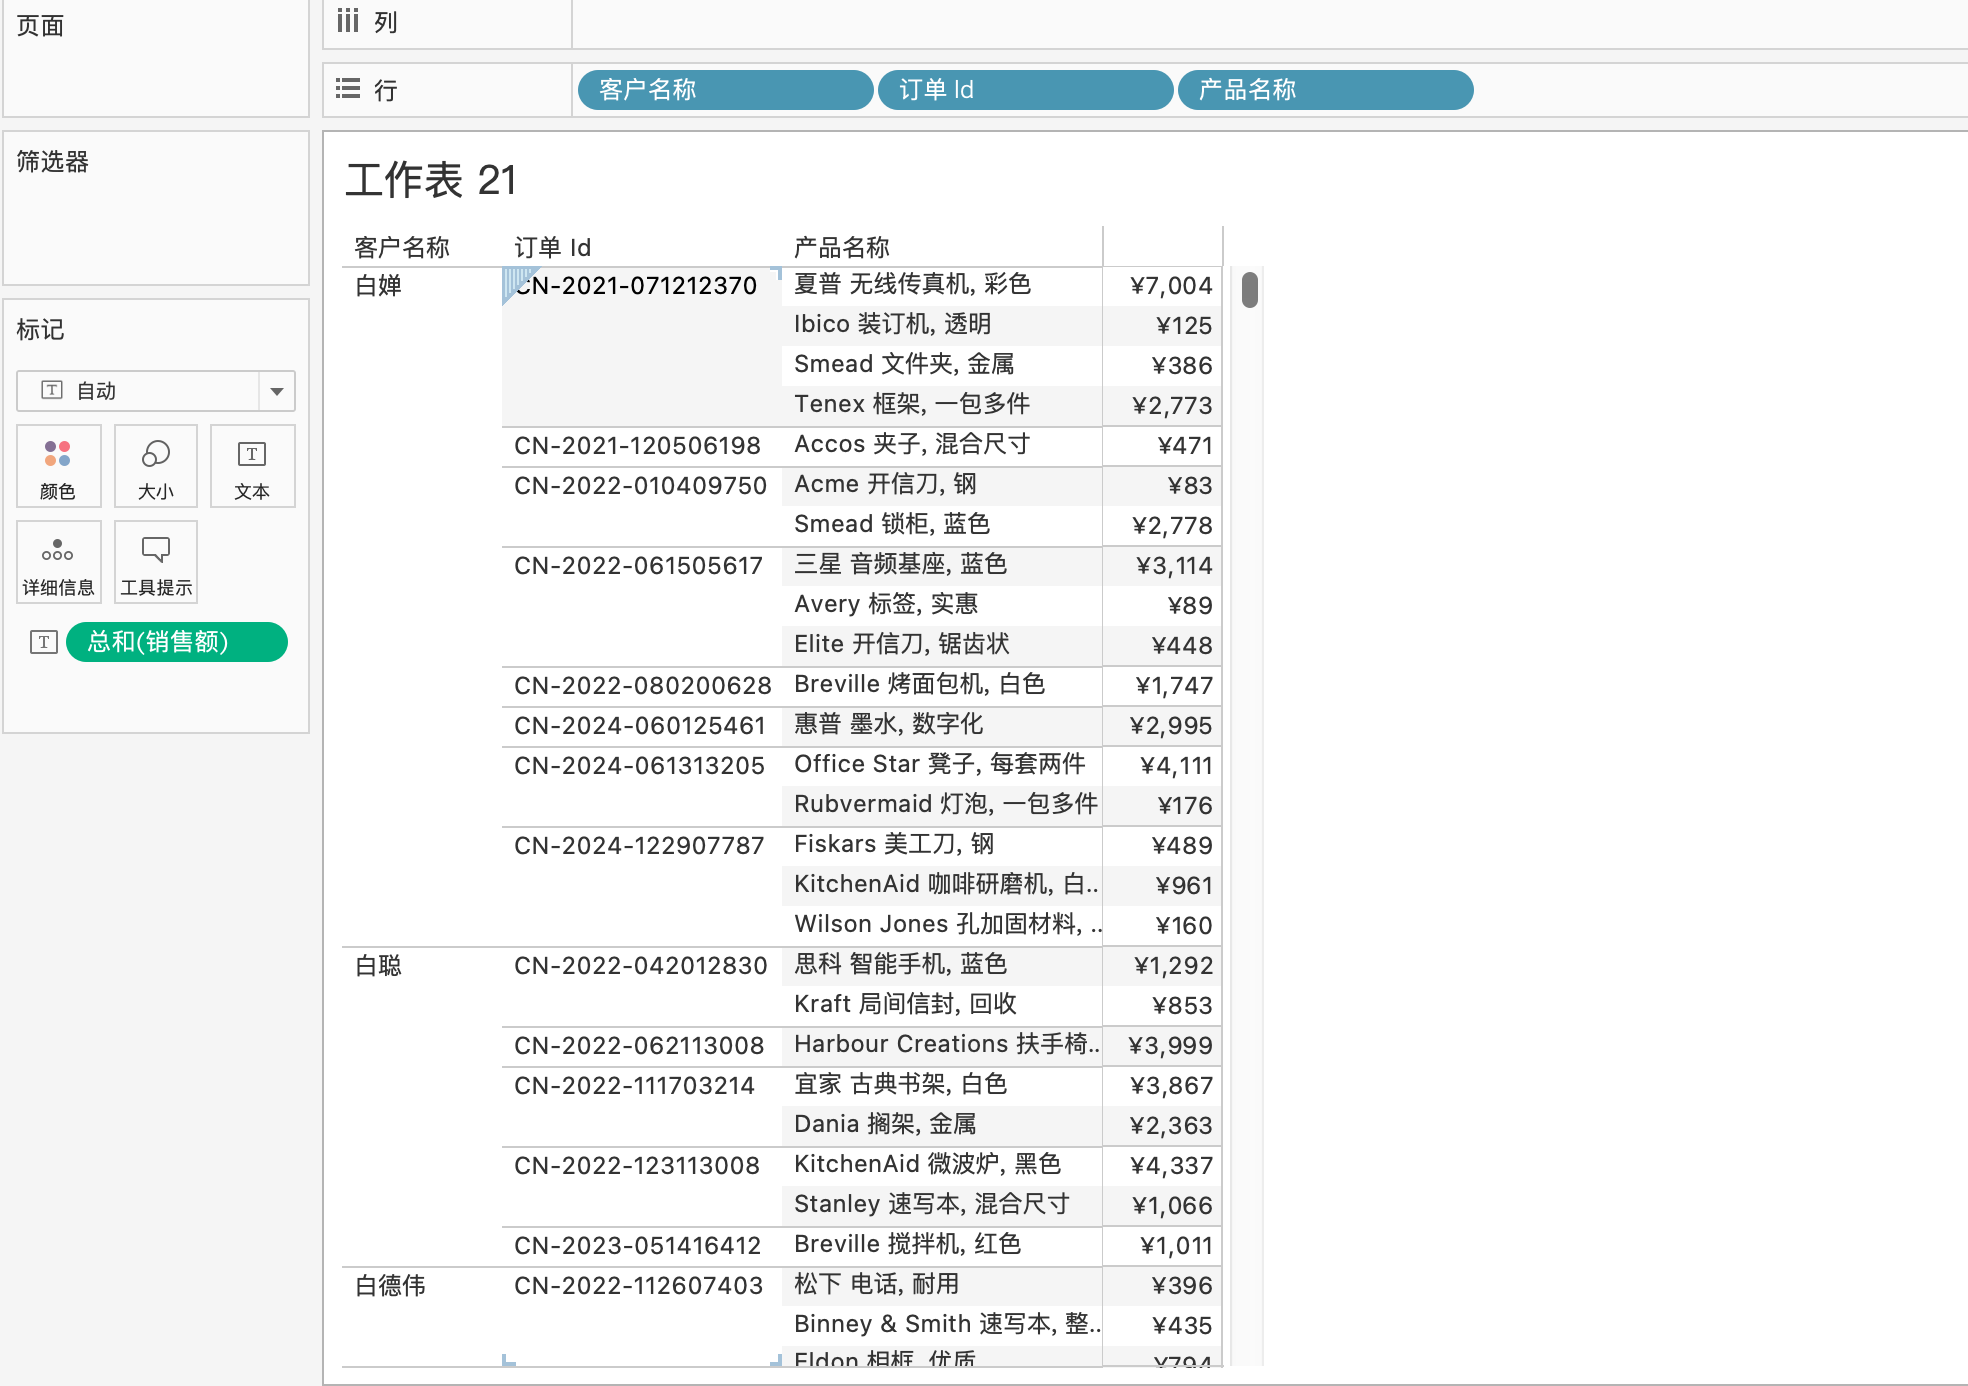 页面
列
行 客户名称 订单 Id 产品名称
筛选器
标记
自动
颜色 大小 文本
详细信息 工具提示
总和(销售额)
工作表 21
客户名称 订单 Id 产品名称
白婵 CN-2021-071212370 夏普 无线传真机, 彩色 ¥7,004
Ibico 装订机, 透明 ¥125
Smead 文件夹, 金属 ¥386
Tenex 框架, 一包多件 ¥2,773
CN-2021-120506198 Accos 夹子, 混合尺寸 ¥471
CN-2022-010409750 Acme 开信刀, 钢 ¥83
Smead 锁柜, 蓝色 ¥2,778
CN-2022-061505617 三星 音频基座, 蓝色 ¥3,114
Avery 标签, 实惠 ¥89
Elite 开信刀, 锯齿状 ¥448
CN-2022-080200628 Breville 烤面包机, 白色 ¥1,747
CN-2024-060125461 惠普 墨水, 数字化 ¥2,995
CN-2024-061313205 Office Star 凳子, 每套两件 ¥4,111
Rubvermaid 灯泡, 一包多件 ¥176
CN-2024-122907787 Fiskars 美工刀, 钢 ¥489
KitchenAid 咖啡研磨机, 白.. ¥961
Wilson Jones 孔加固材料, .. ¥160
白聪 CN-2022-042012830 思科 智能手机, 蓝色 ¥1,292
Kraft 局间信封, 回收 ¥853
CN-2022-062113008 Harbour Creations 扶手椅.. ¥3,999
CN-2022-111703214 宜家 古典书架, 白色 ¥3,867
Dania 搁架, 金属 ¥2,363
CN-2022-123113008 KitchenAid 微波炉, 黑色 ¥4,337
Stanley 速写本, 混合尺寸 ¥1,066
CN-2023-051416412 Breville 搅拌机, 红色 ¥1,011
白德伟 CN-2022-112607403 松下 电话, 耐用 ¥396
Binney & Smith 速写本, 整.. ¥435
Eldon 相框, 优质 ¥794